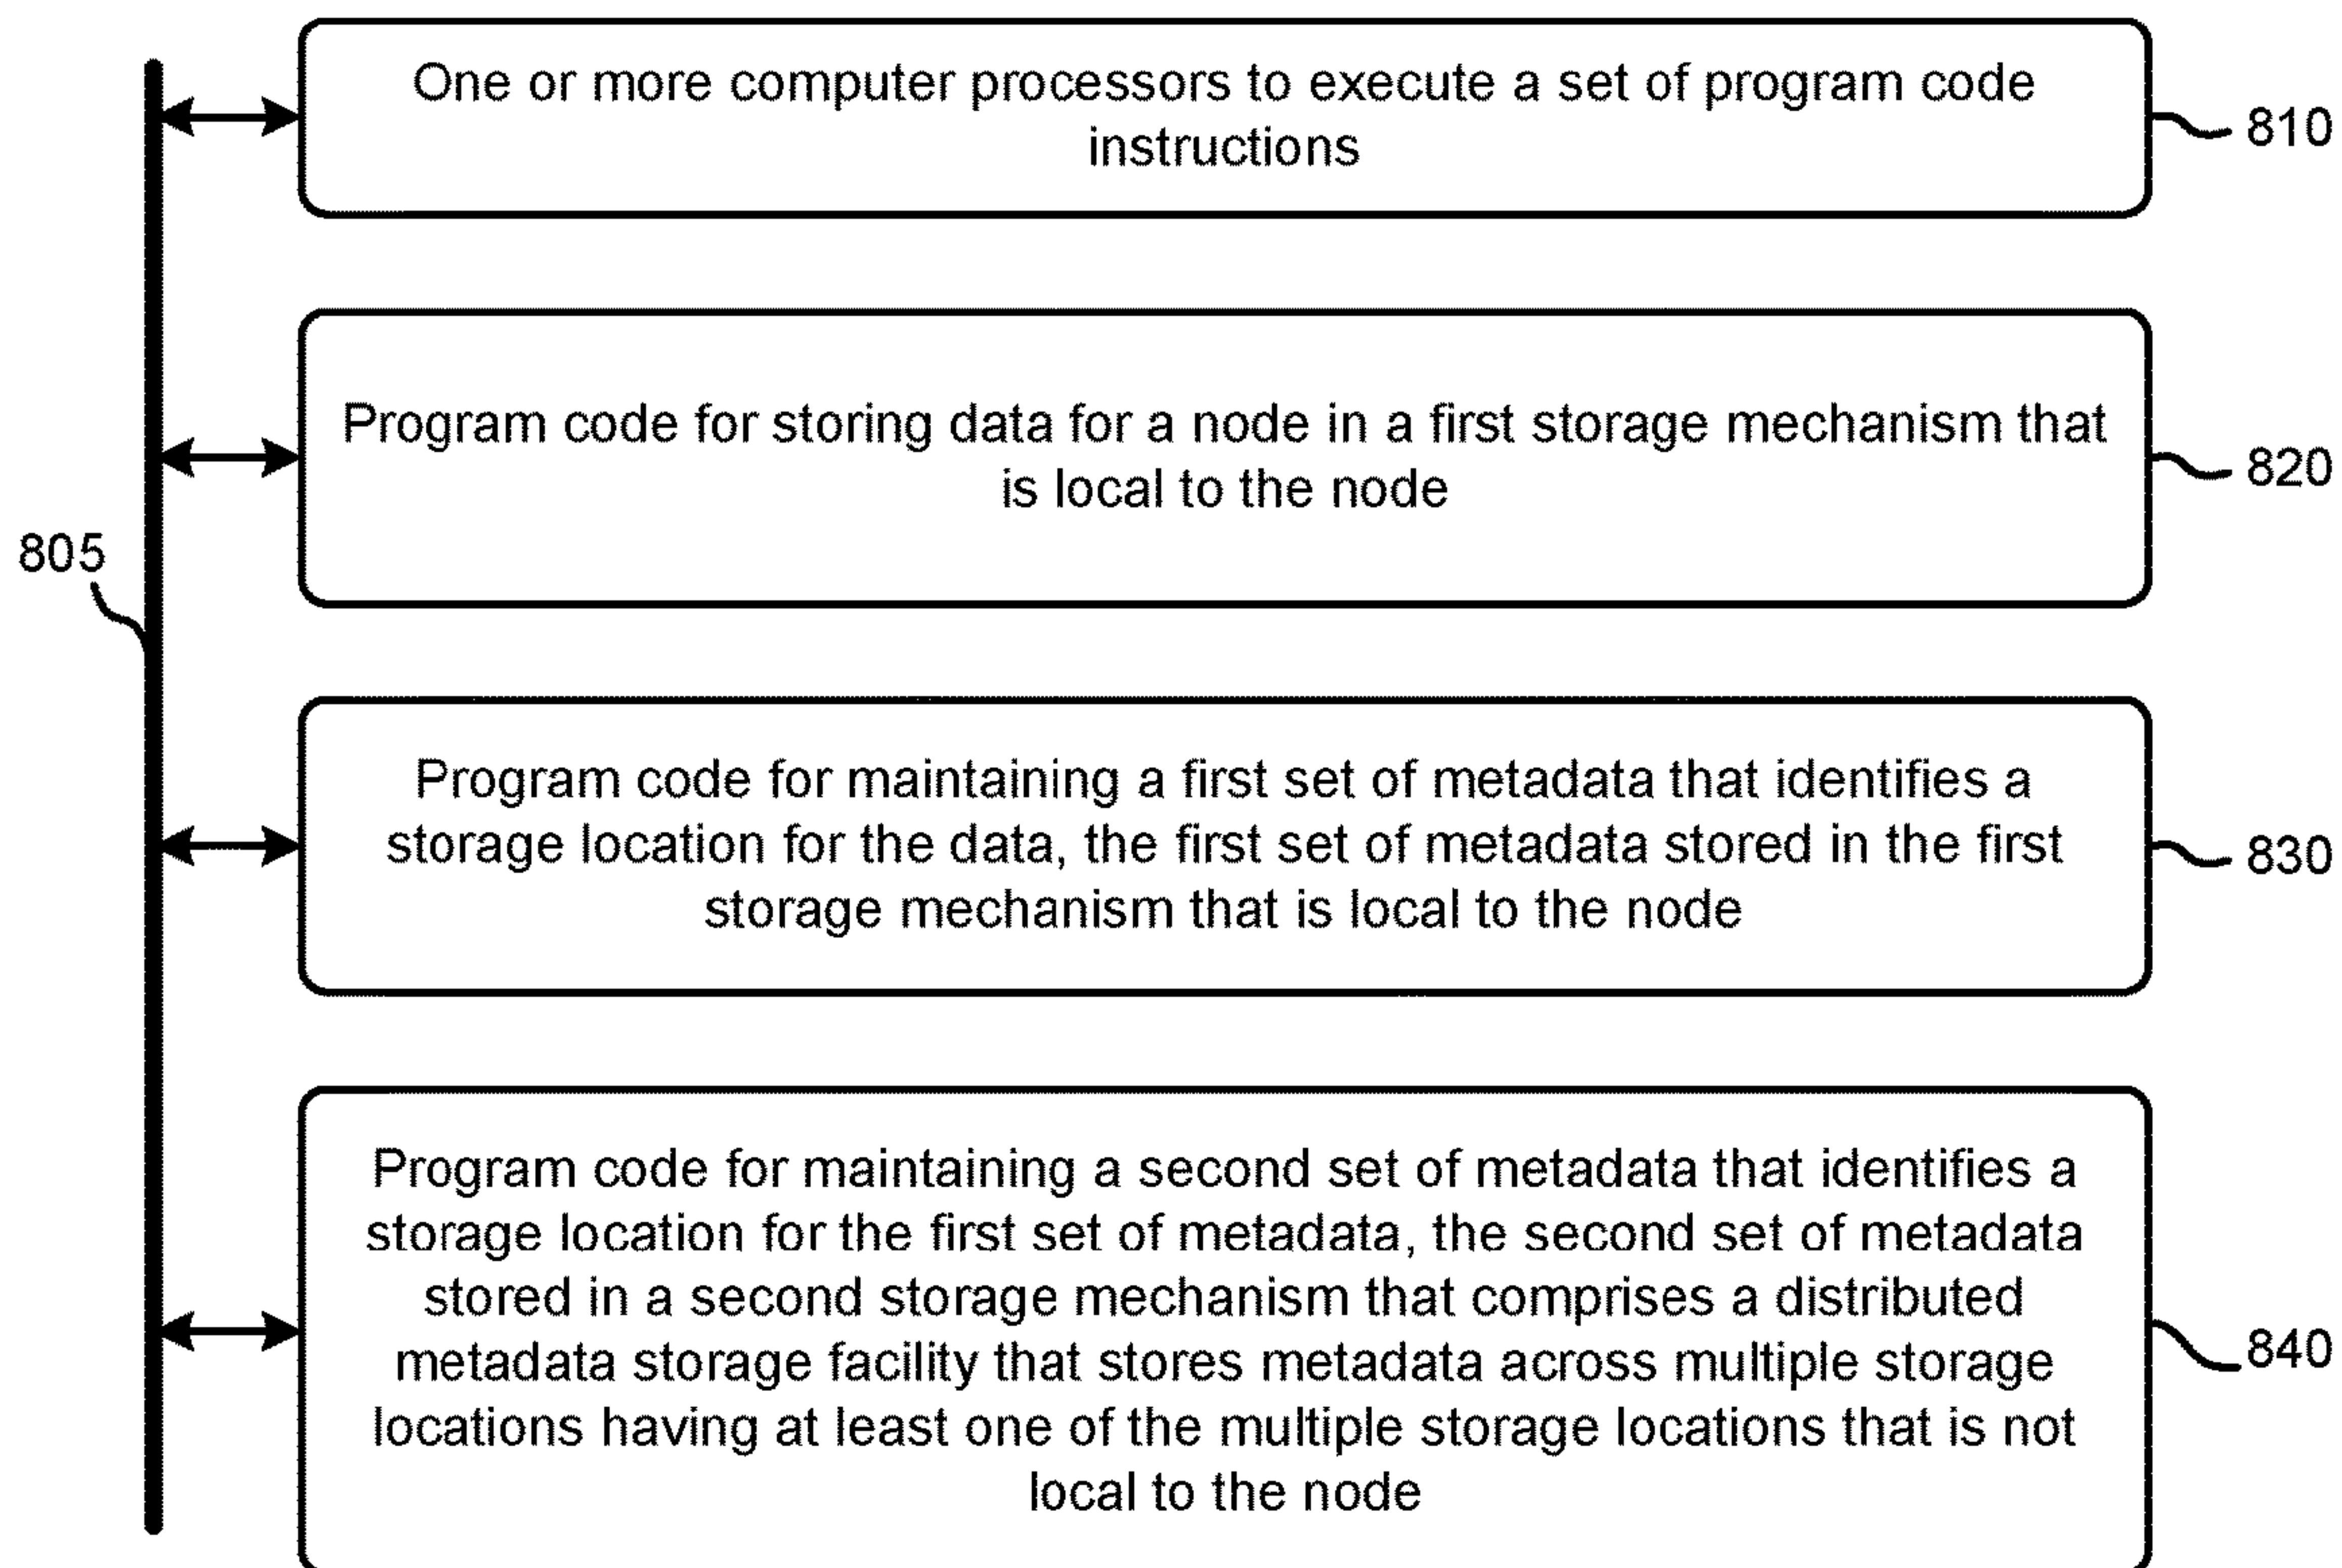 One or more computer processors to execute a set of program code
instructions
810
Program code for storing data for a node in a first storage mechanism that
is local to the node
820
805
Program code for maintaining a first set of metadata that identifies a
storage location for the data, the first set of metadata stored in the first
storage mechanism that is local to the node
830
Program code for maintaining a second set of metadata that identifies a
storage location for the first set of metadata, the second set of metadata
stored in a second storage mechanism that comprises a distributed
metadata storage facility that stores metadata across multiple storage
locations having at least one of the multiple storage locations that is not
local to the node
840